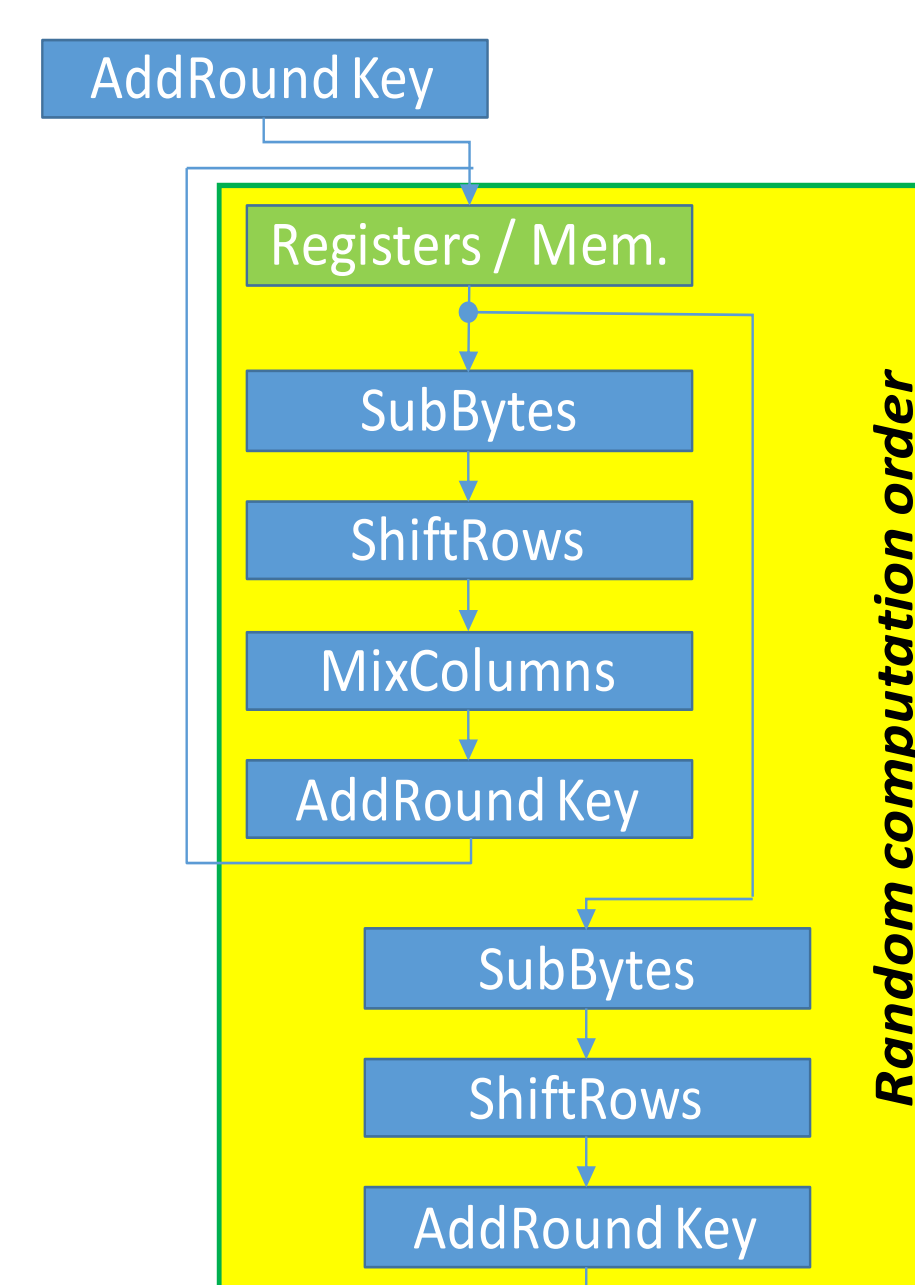 AddRound Key
Registers / Mem.
SubBytes
ShiftRows
MixColumns
AddRound Key
SubBytes
ShiftRows
AddRound Key
Random computation order